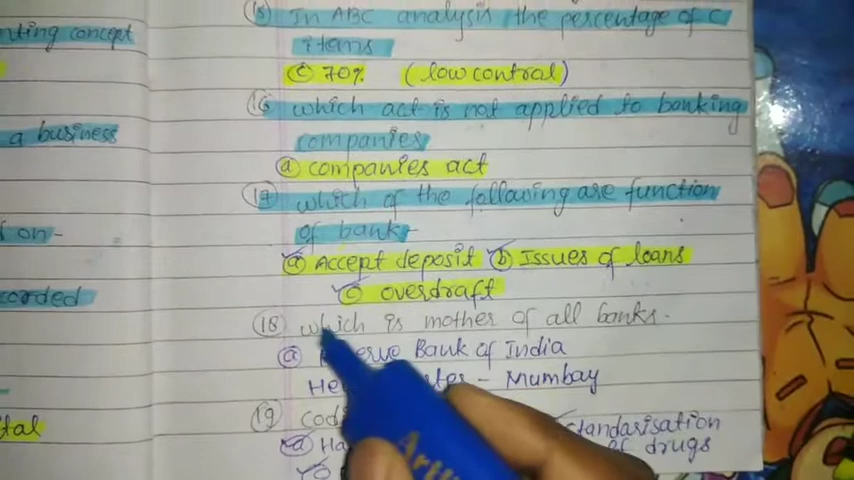 nting concept
a business
on-
corded
tal
(15) In ABC analysis the percentage of c
items
(c) 70% (low control)
(16) which act is not applied to banking
companies
(a) companies act
(17) which of the following are function
of bank-
(a) Accept deposit (b) Issues of loans
(c) overdraft
(18) which is mother of all banks.
(a) Bank of India
- Mumbay
(19) standarisation
(a) of drugs